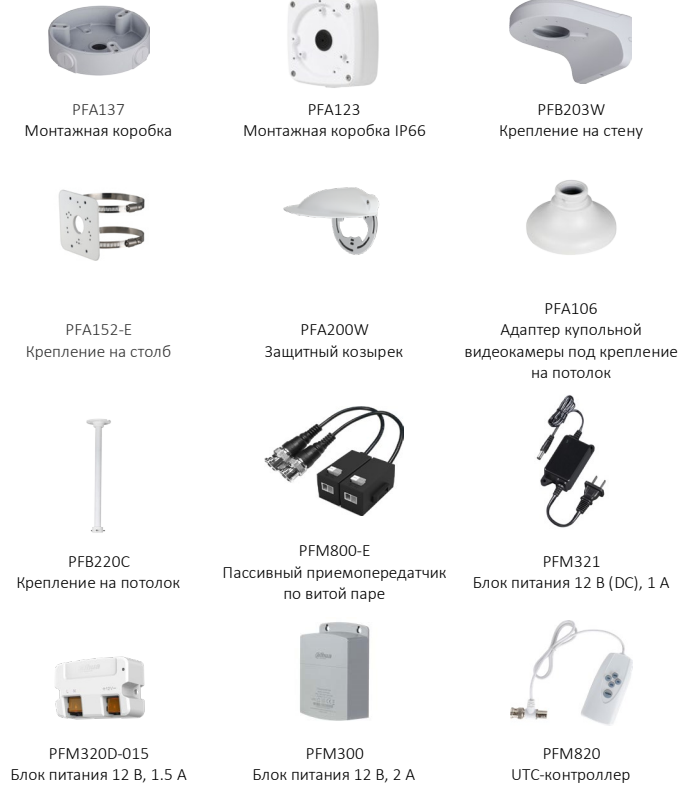 PFA137
Монтажная коробка
PFA123
Монтажная коробка IP66
PFB203W
Крепление на стену
PFA152-E
Крепление на столб
PFA200W
Защитный козырек
PFA106
Адаптер купольной
видеокамеры под крепление
на потолок
PFB220C
Крепление на потолок
PFM800-E
Пассивный приемопередатчик
по витой паре
PFM321
Блок питания 12 В (DC), 1 А
alhua
PFM320D-015
Блок питания 12 В, 1.5 А
PFM300
Блок питания 12 В, 2 А
PFM820
UTC-контроллер